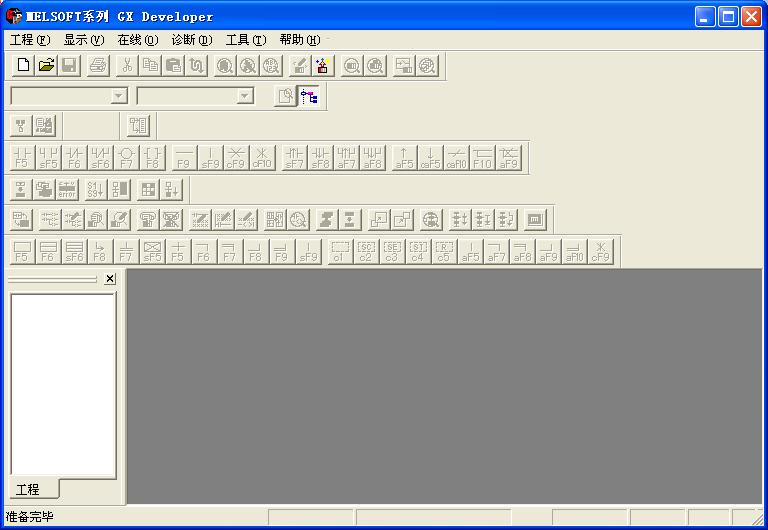 MELSOFT系列 GX Developer
工程(F) 显示(V) 在线(O) 诊断(D) 工具(T) 帮助(H)
F5 sF5 F6 sF6 F7 F8 F9 sF9 cF9 cF10 sF7 sF8 aF7 aF8 aF5 caF5 caF10 F10 aF9
error
F5 F6 sF6 F8 F7 sF5 F5 F6 F7 F8 F9 sF9 c1 c2 c3 c4 c5 aF5 aF7 aF8 aF9 aF10 cF9
工程
准备完毕